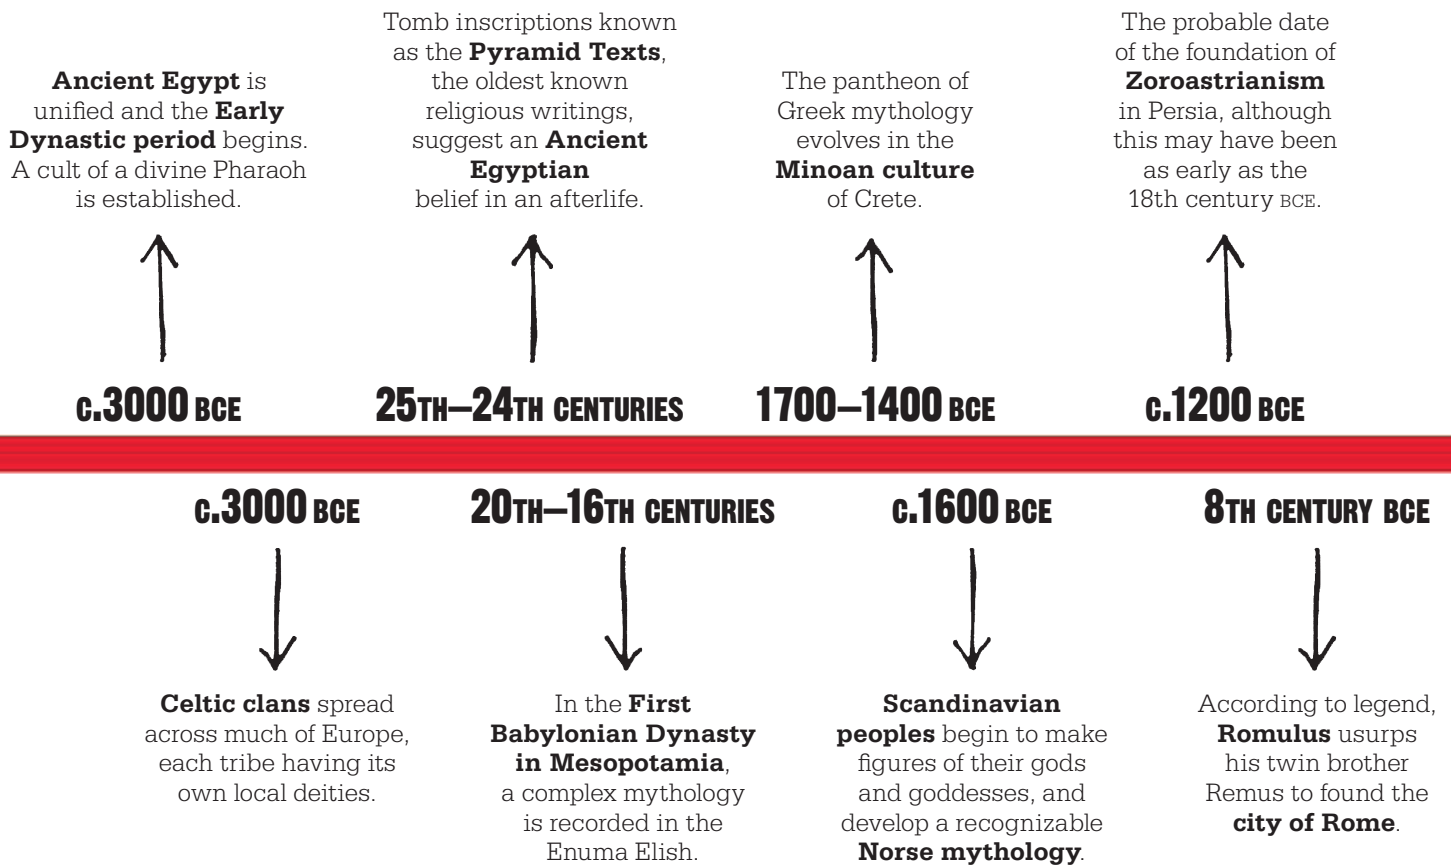 Ancient Egypt is
unified and the Early
Dynastic period begins.
A cult of a divine Pharaoh
is established.
Tomb inscriptions known
as the Pyramid Texts,
the oldest known
religious writings,
suggest an Ancient
Egyptian
belief in an afterlife.
The pantheon of
Greek mythology
evolves in the
Minoan culture
of Crete.
The probable date
of the foundation of
Zoroastrianism
in Persia, although
this may have been
as early as the
18th century BCE.
C.3000 BCE
25TH–24TH CENTURIES
1700–1400 BCE
C.1200 BCE
C.3000 BCE
20TH–16TH CENTURIES
C.1600 BCE
8TH CENTURY BCE
Celtic clans spread
across much of Europe,
each tribe having its
own local deities.
In the First
Babylonian Dynasty
in Mesopotamia,
a complex mythology
is recorded in the
Enuma Elish.
Scandinavian
peoples begin to make
figures of their gods
and goddesses, and
develop a recognizable
Norse mythology.
According to legend,
Romulus usurps
his twin brother
Remus to found the
city of Rome.